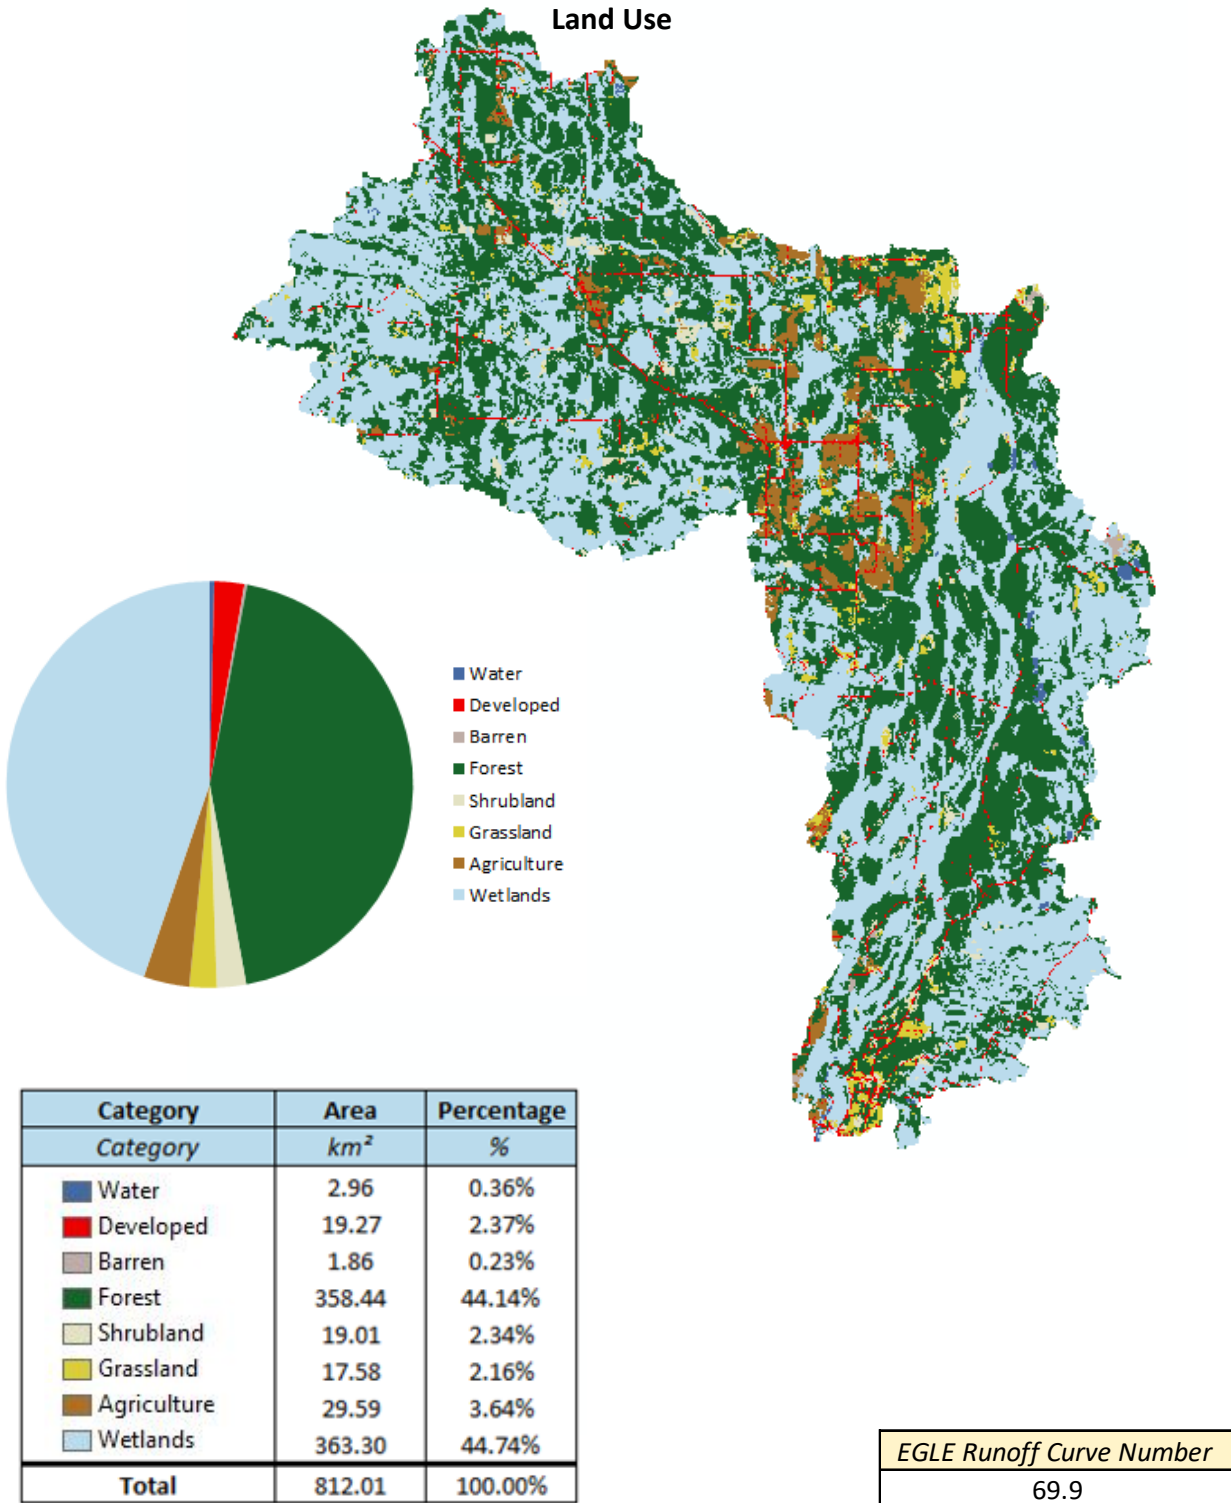 Land Use
Water
Developed
Barren
Forest
Shrubland
Grassland
Agriculture
Wetlands
Category Area Percentage
Category km² %
Water 2.96 0.36%
Developed 19.27 2.37%
Barren 1.86 0.23%
Forest 358.44 44.14%
Shrubland 19.01 2.34%
Grassland 17.58 2.16%
Agriculture 29.59 3.64%
Wetlands 363.30 44.74%
Total 812.01 100.00%
EGLE Runoff Curve Number
69.9